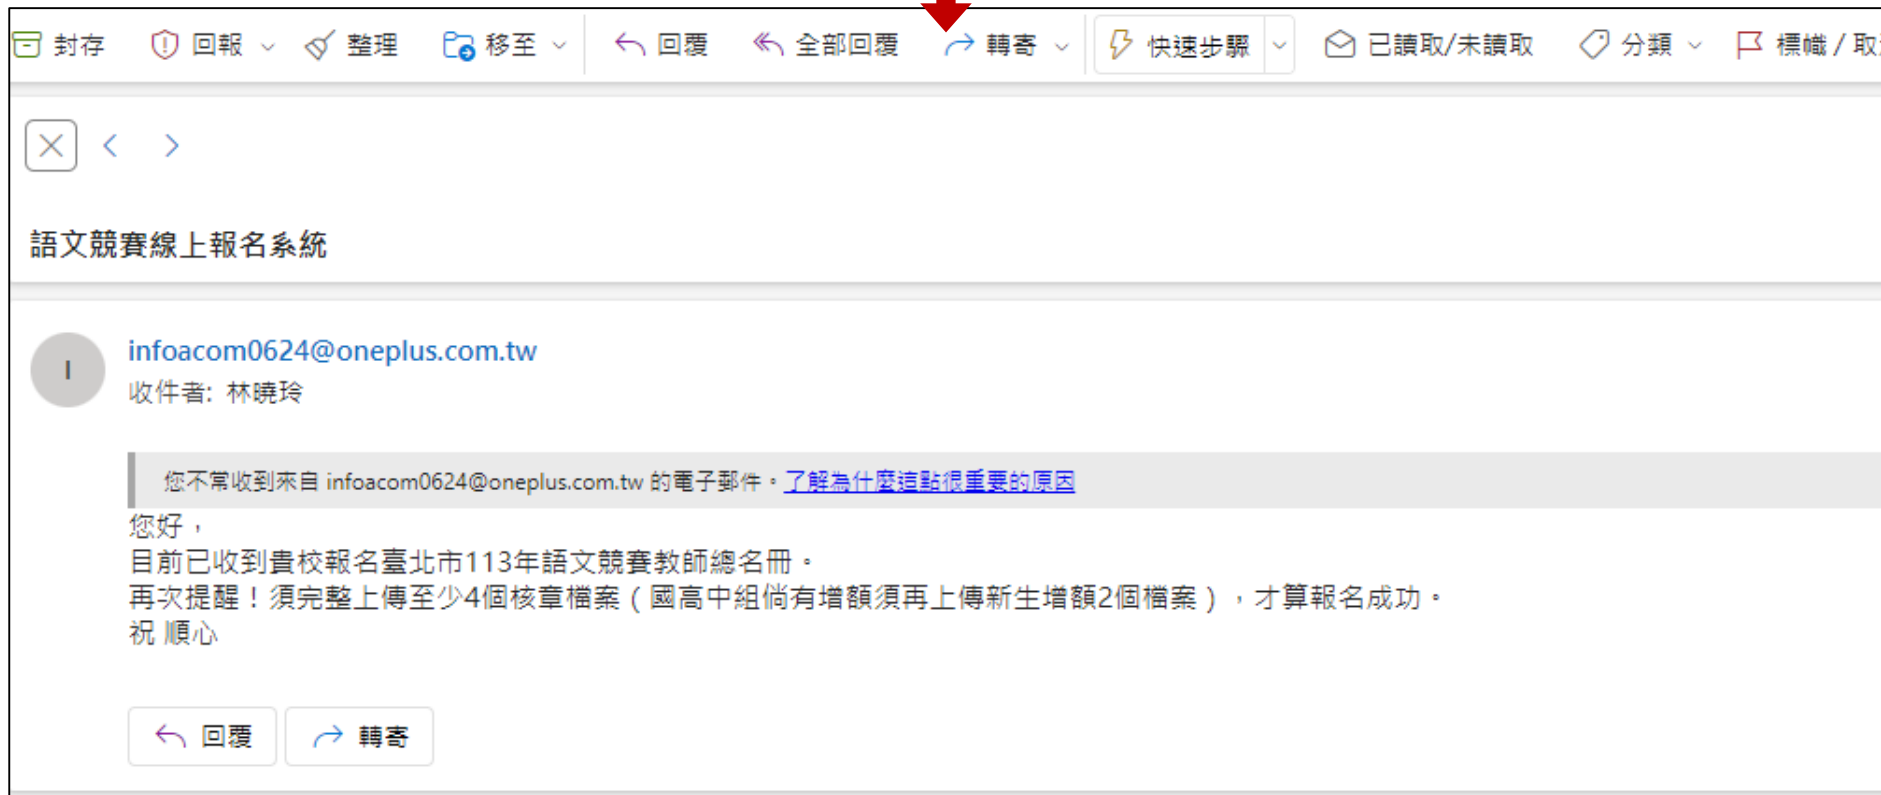 封存 回報 整理 移至 回覆 全部回覆 轉寄 快速步驟 已讀取/未讀取 分類 標幟 / 取
語文競賽線上報名系統
I
infoacom0624@oneplus.com.tw
收件者: 林曉玲
您不常收到來自 infoacom0624@oneplus.com.tw 的電子郵件。了解為什麼這點很重要的原因
您好，
目前已收到貴校報名臺北市113年語文競賽教師總名冊。
再次提醒！須完整上傳至少4個核章檔案（國高中組倘有增額須再上傳新生增額2個檔案），才算報名成功。
祝 順心
回覆 轉寄